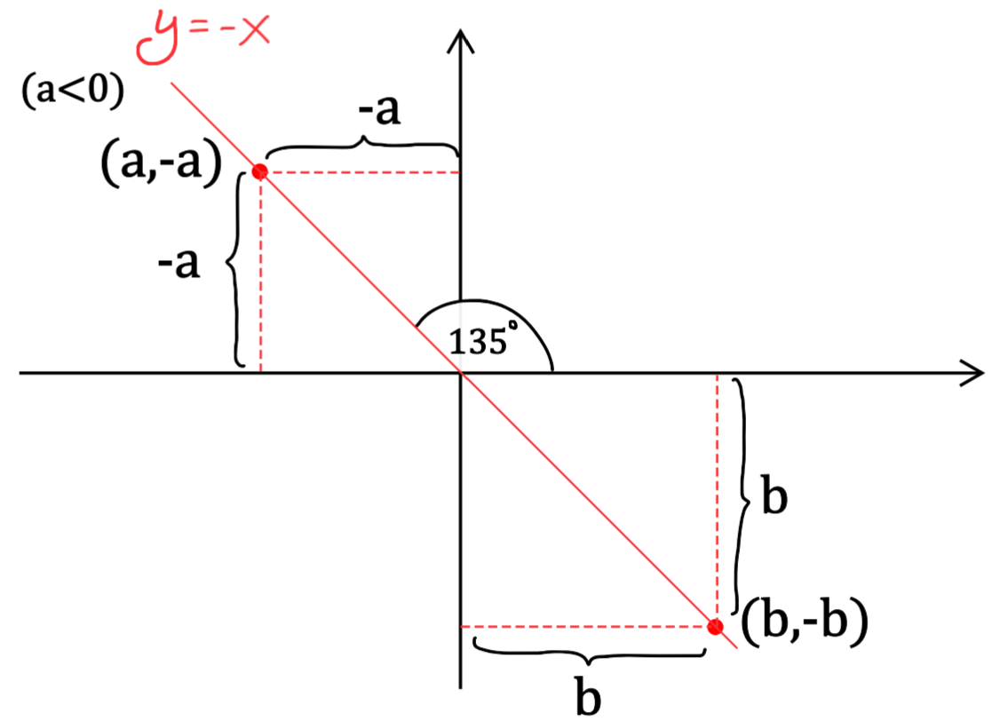 y=-x
(a<0)
-a
(a,-a)
-a
135°
b
(b,-b)
b